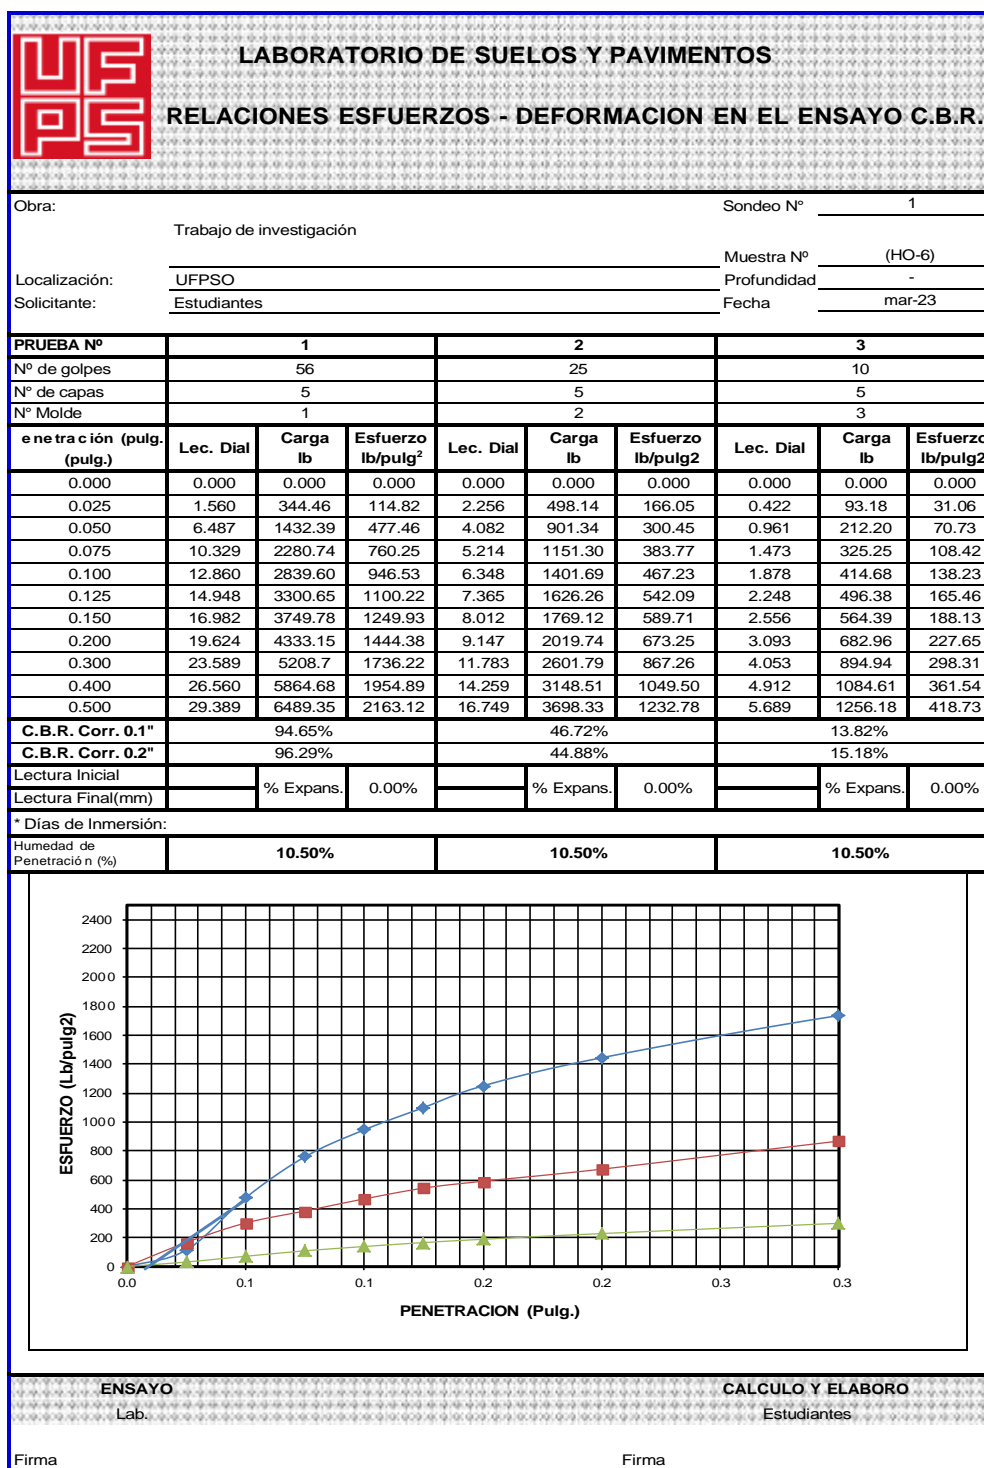 UF
PS
LABORATORIO DE SUELOS Y PAVIMENTOS
RELACIONES ESFUERZOS - DEFORMACION EN EL ENSAYO C.B.R.
Obra: Sondeo N° 1
Trabajo de investigación
Muestra Nº (HO-6)
Localización: UFPSO Profundidad -
Solicitante: Estudiantes Fecha mar-23
PRUEBA Nº 1 2 3
Nº de golpes 56 25 10
N° de capas 5 5 5
N° Molde 1 2 3
enetración (pulg. Lec. Dial Carga Esfuerzo Lec. Dial Carga Esfuerzo Lec. Dial Carga Esfuerzo
(pulg.) lb lb/pulg² lb lb/pulg2 lb lb/pulg2
0.000 0.000 0.000 0.000 0.000 0.000 0.000 0.000 0.000 0.000
0.025 1.560 344.46 114.82 2.256 498.14 166.05 0.422 93.18 31.06
0.050 6.487 1432.39 477.46 4.082 901.34 300.45 0.961 212.20 70.73
0.075 10.329 2280.74 760.25 5.214 1151.30 383.77 1.473 325.25 108.42
0.100 12.860 2839.60 946.53 6.348 1401.69 467.23 1.878 414.68 138.23
0.125 14.948 3300.65 1100.22 7.365 1626.26 542.09 2.248 496.38 165.46
0.150 16.982 3749.78 1249.93 8.012 1769.12 589.71 2.556 564.39 188.13
0.200 19.624 4333.15 1444.38 9.147 2019.74 673.25 3.093 682.96 227.65
0.300 23.589 5208.7 1736.22 11.783 2601.79 867.26 4.053 894.94 298.31
0.400 26.560 5864.68 1954.89 14.259 3148.51 1049.50 4.912 1084.61 361.54
0.500 29.389 6489.35 2163.12 16.749 3698.33 1232.78 5.689 1256.18 418.73
C.B.R. Corr. 0.1" 94.65% 46.72% 13.82%
C.B.R. Corr. 0.2" 96.29% 44.88% 15.18%
Lectura Inicial % Expans. 0.00% % Expans. 0.00% % Expans. 0.00%
Lectura Final(mm)
* Días de Inmersión:
Humedad de
Penetración (%) 10.50% 10.50% 10.50%
2400
2200
2000
1800
1600
1400
1200
1000
800
600
400
200
0
ESFUERZO (Lb/pulg2)
0.0 0.1 0.1 0.2 0.2 0.3 0.3
PENETRACION (Pulg.)
ENSAYO CALCULO Y ELABORO
Lab. Estudiantes
Firma Firma